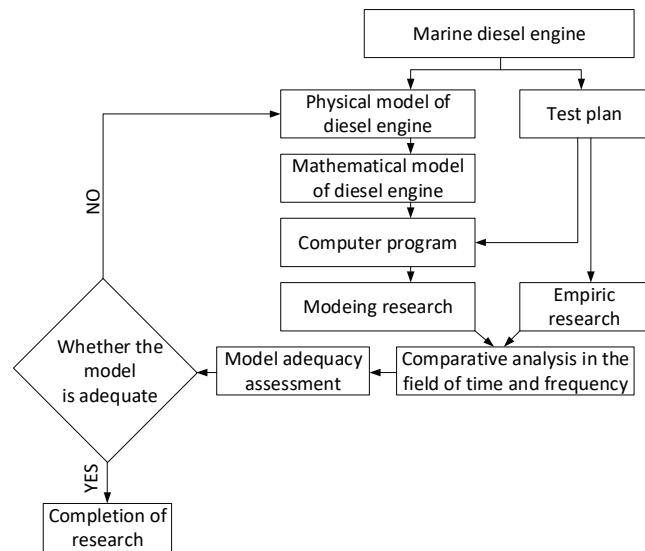 Marine diesel engine
Physical model of
diesel engine
Test plan
Mathematical model
of diesel engine
NO
Computer program
Modeing research
Empiric
research
Whether the
model
is adequate
Model adequacy
assessment
Comparative analysis in the
field of time and frequency
YES
Completion of
research